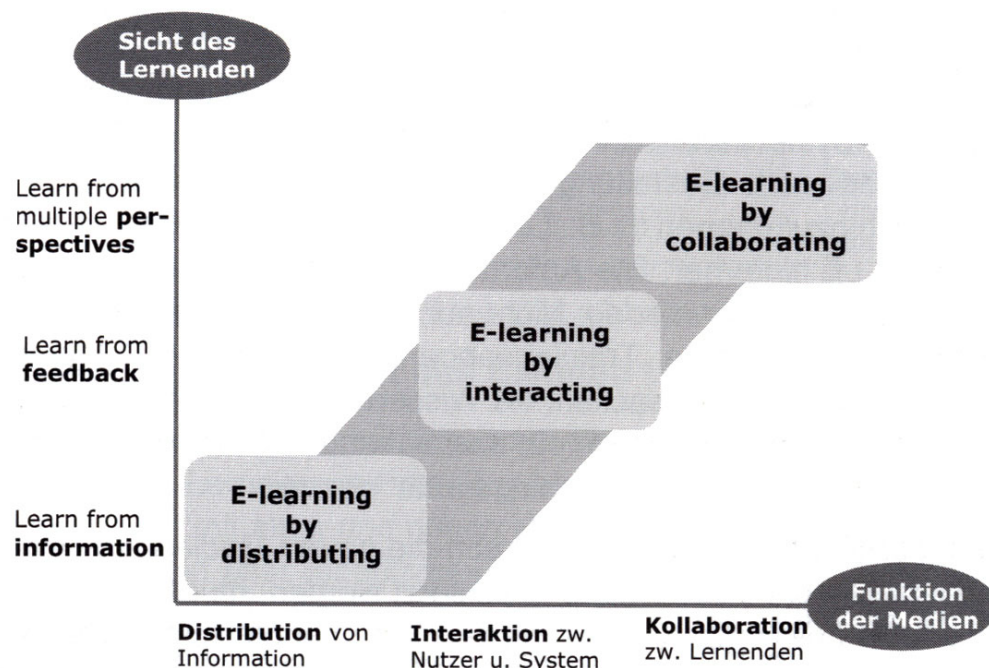 Sicht des
Lernenden
Learn from
multiple per-
spectives
E-learning
by
collaborating
Learn from
feedback
E-learning
by
interacting
Learn from
information
E-learning
by
distributing
Funktion
der Medien
Distribution von
Information
Interaktion zw.
Nutzer u. System
Kollaboration
zw. Lernenden